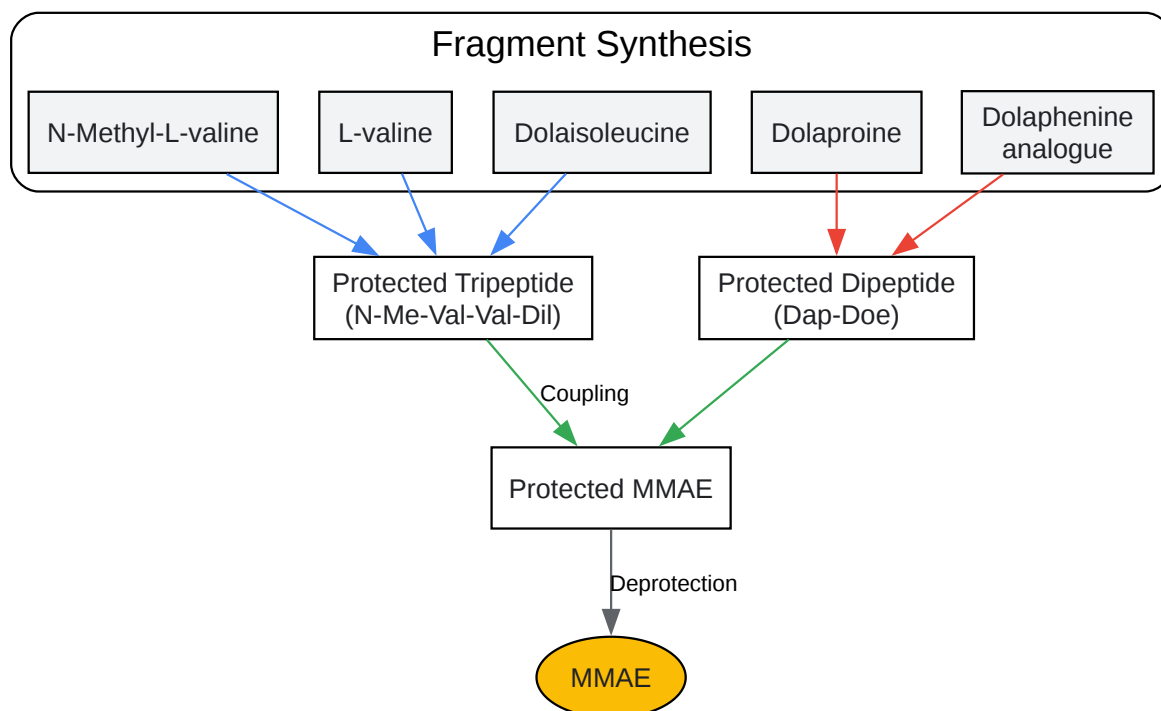 Fragment Synthesis
N-Methyl-L-valine
L-valine
Dolaisoleucine
Dolaproine
Dolaphenine
analogue
Protected Tripeptide
(N-Me-Val-Val-Dil)
Protected Dipeptide
(Dap-Doe)
Coupling
Protected MMAE
Deprotection
MMAE